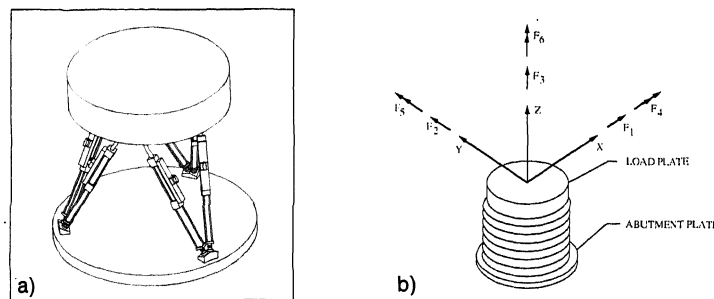 a)
b)
F6
F3
Z
F5
F2
Y
F4
F1
X
LOAD PLATE
ABUTMENT PLATE